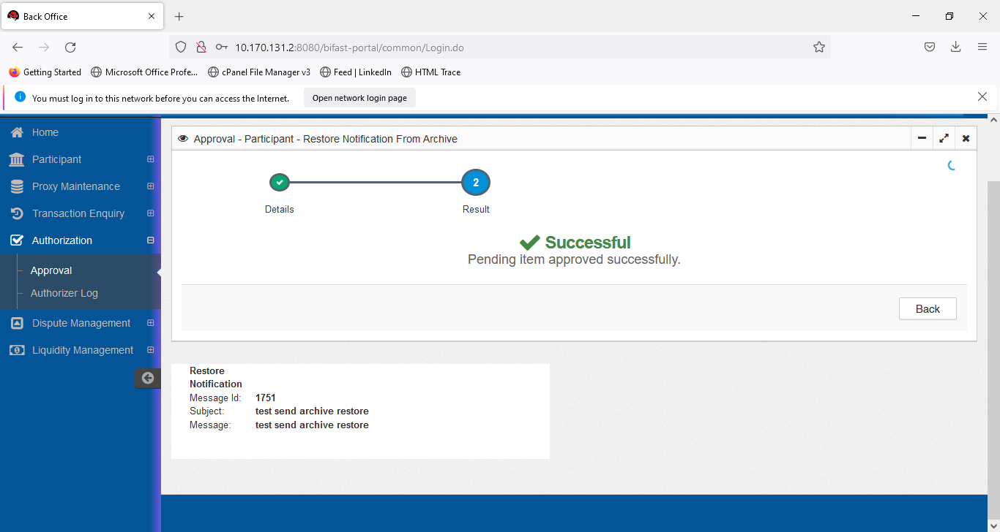 Back Office
10.170.131.2:8080/bifast-portal/common/Login.do
Getting Started Microsoft Office Profe... cPanel File Manager v3 Feed | LinkedIn HTML Trace
You must log in to this network before you can access the Internet. Open network login page
Home
Participant
Proxy Maintenance
Transaction Enquiry
Authorization
Approval
Authorizer Log
Dispute Management
Liquidity Management
Approval - Participant - Restore Notification From Archive
2
Details Result
Successful
Pending item approved successfully.
Back
Restore
Notification
Message Id: 1751
Subject: test send archive restore
Message: test send archive restore